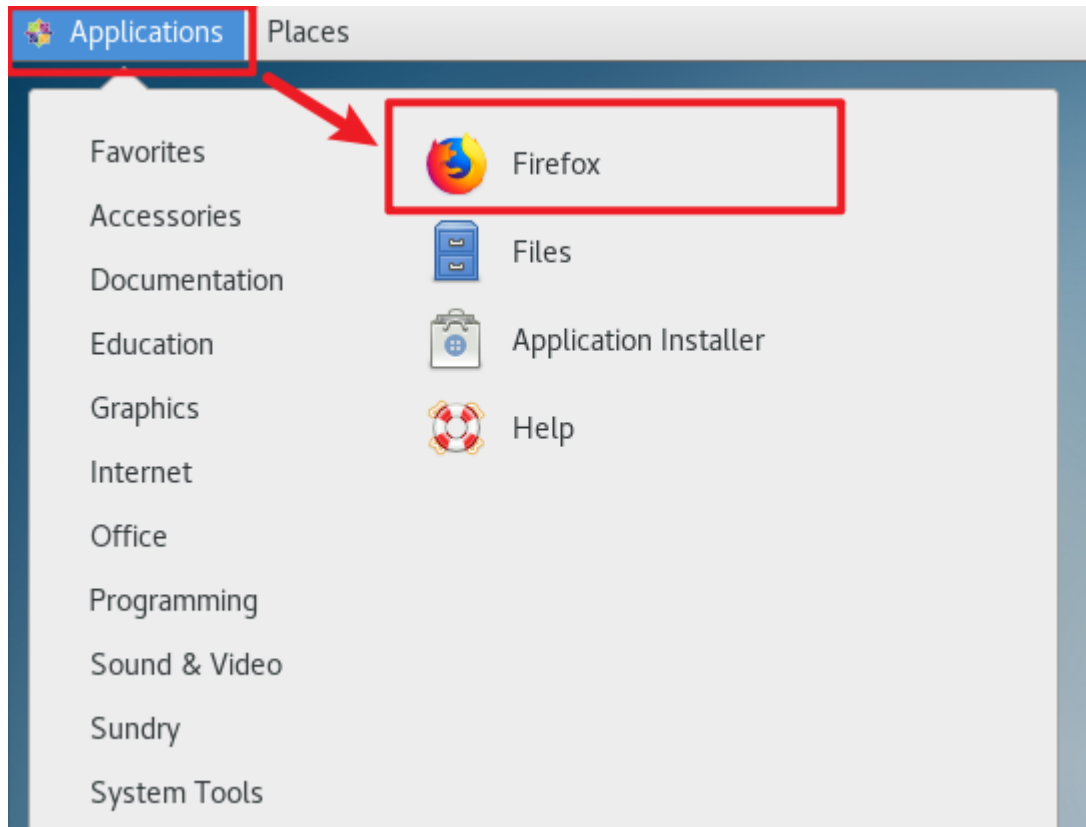 Applications Places
Favorites
Accessories
Documentation
Education
Graphics
Internet
Office
Programming
Sound & Video
Sundry
System Tools
Firefox
Files
Application Installer
Help